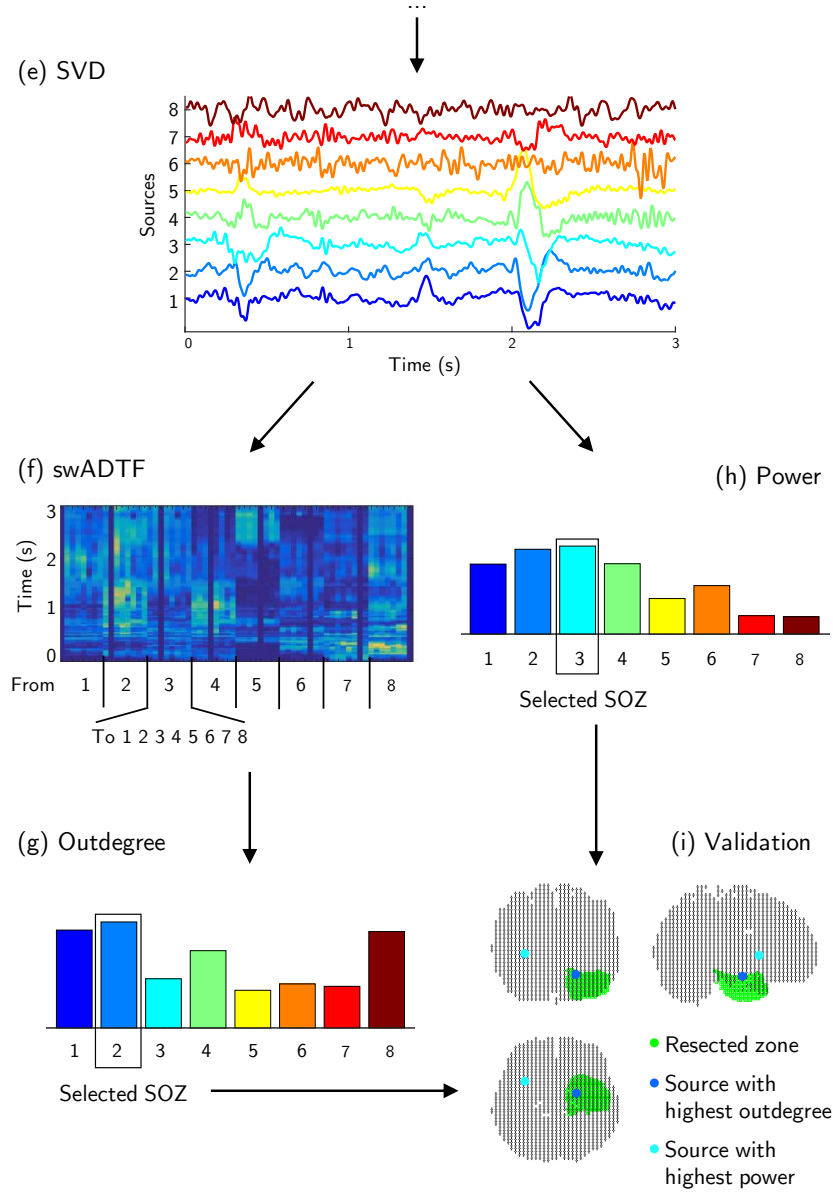 ...
(e) SVD
8
7
6
5
4
3
2
1
Sources
0 1 2 3
Time (s)
(f) swADTF
3
2
1
0
Time (s)
From 1 2 3 4 5 6 7 8
To 1 2 3 4 5 6 7 8
(h) Power
1 2 3 4 5 6 7 8
Selected SOZ
(g) Outdegree
1 2 3 4 5 6 7 8
Selected SOZ
(i) Validation
Resected zone
Source with
highest outdegree
Source with
highest power